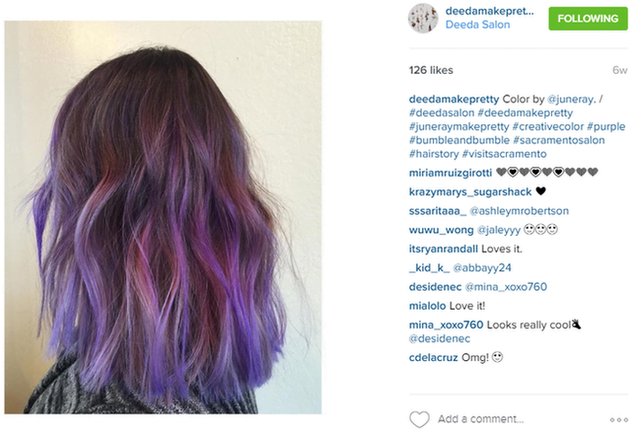 deedamakepret...
Deeda Salon
FOLLOWING
126 likes
6w
deedamakepretty Color by @juneray. /
#deedasalon #deedamakepretty
#juneraymakepretty #creativecolor #purple
#bumbleandbumble #sacramentosalon
#hairstory #visitsacramento
miriamruizgirotti 🖤💟🖤💟🖤💟🖤🖤🖤
krazymarys_sugarshack 🖤
sssaritaaa_ @ashleymrobertson
wuwu_wong @jaleyyy 😍😍😍
itsryanrandall Loves it.
_kid_k_ @abbayy24
desidenec @mina_xoxo760
mialolo Love it!
mina_xoxo760 Looks really cool👌
@desidenec
cdelacruz Omg! 😍
Add a comment...